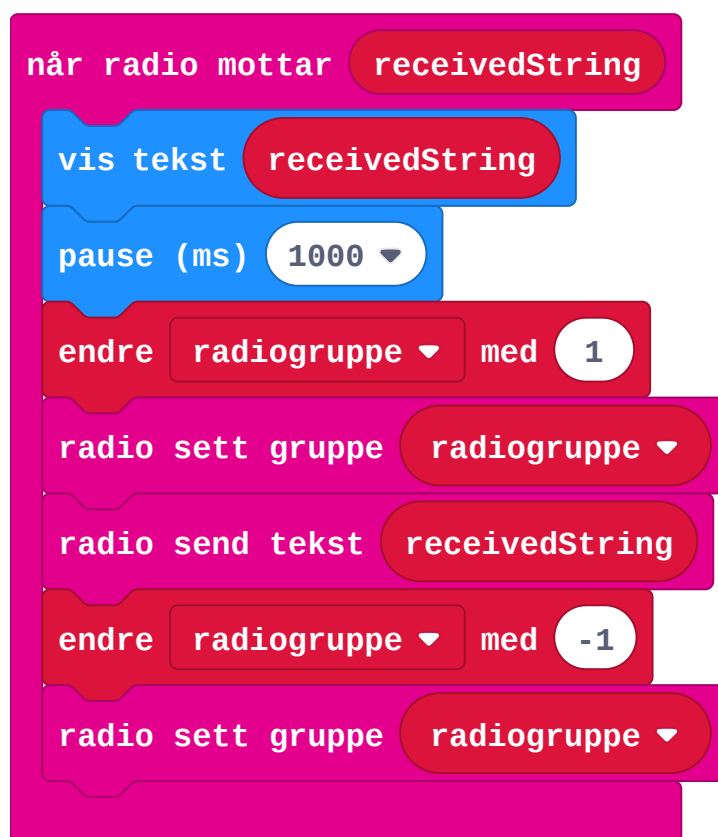 når radio mottar receivedString
vis tekst receivedString
pause (ms) 1000
endre radiogruppe med 1
radio sett gruppe radiogruppe
radio send tekst receivedString
endre radiogruppe med -1
radio sett gruppe radiogruppe